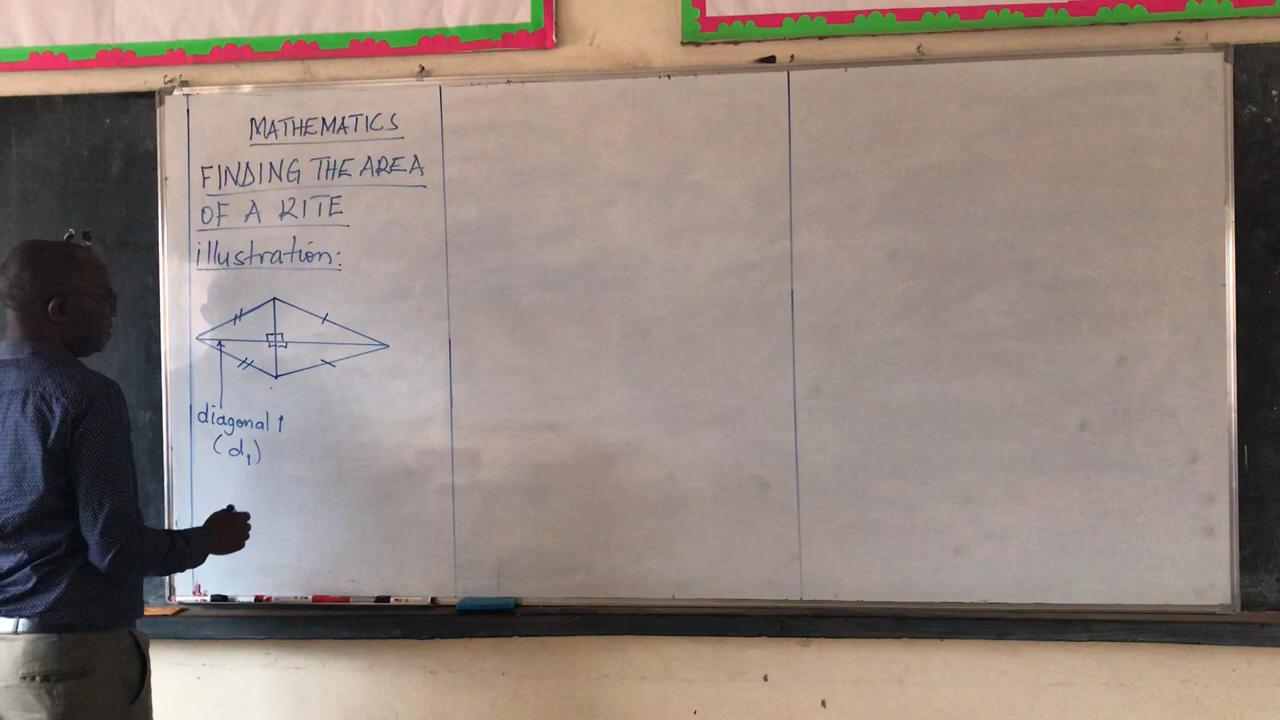 MATHEMATICS
FINDING THE AREA
OF A KITE
illustration:
diagonal 1
(d₁)